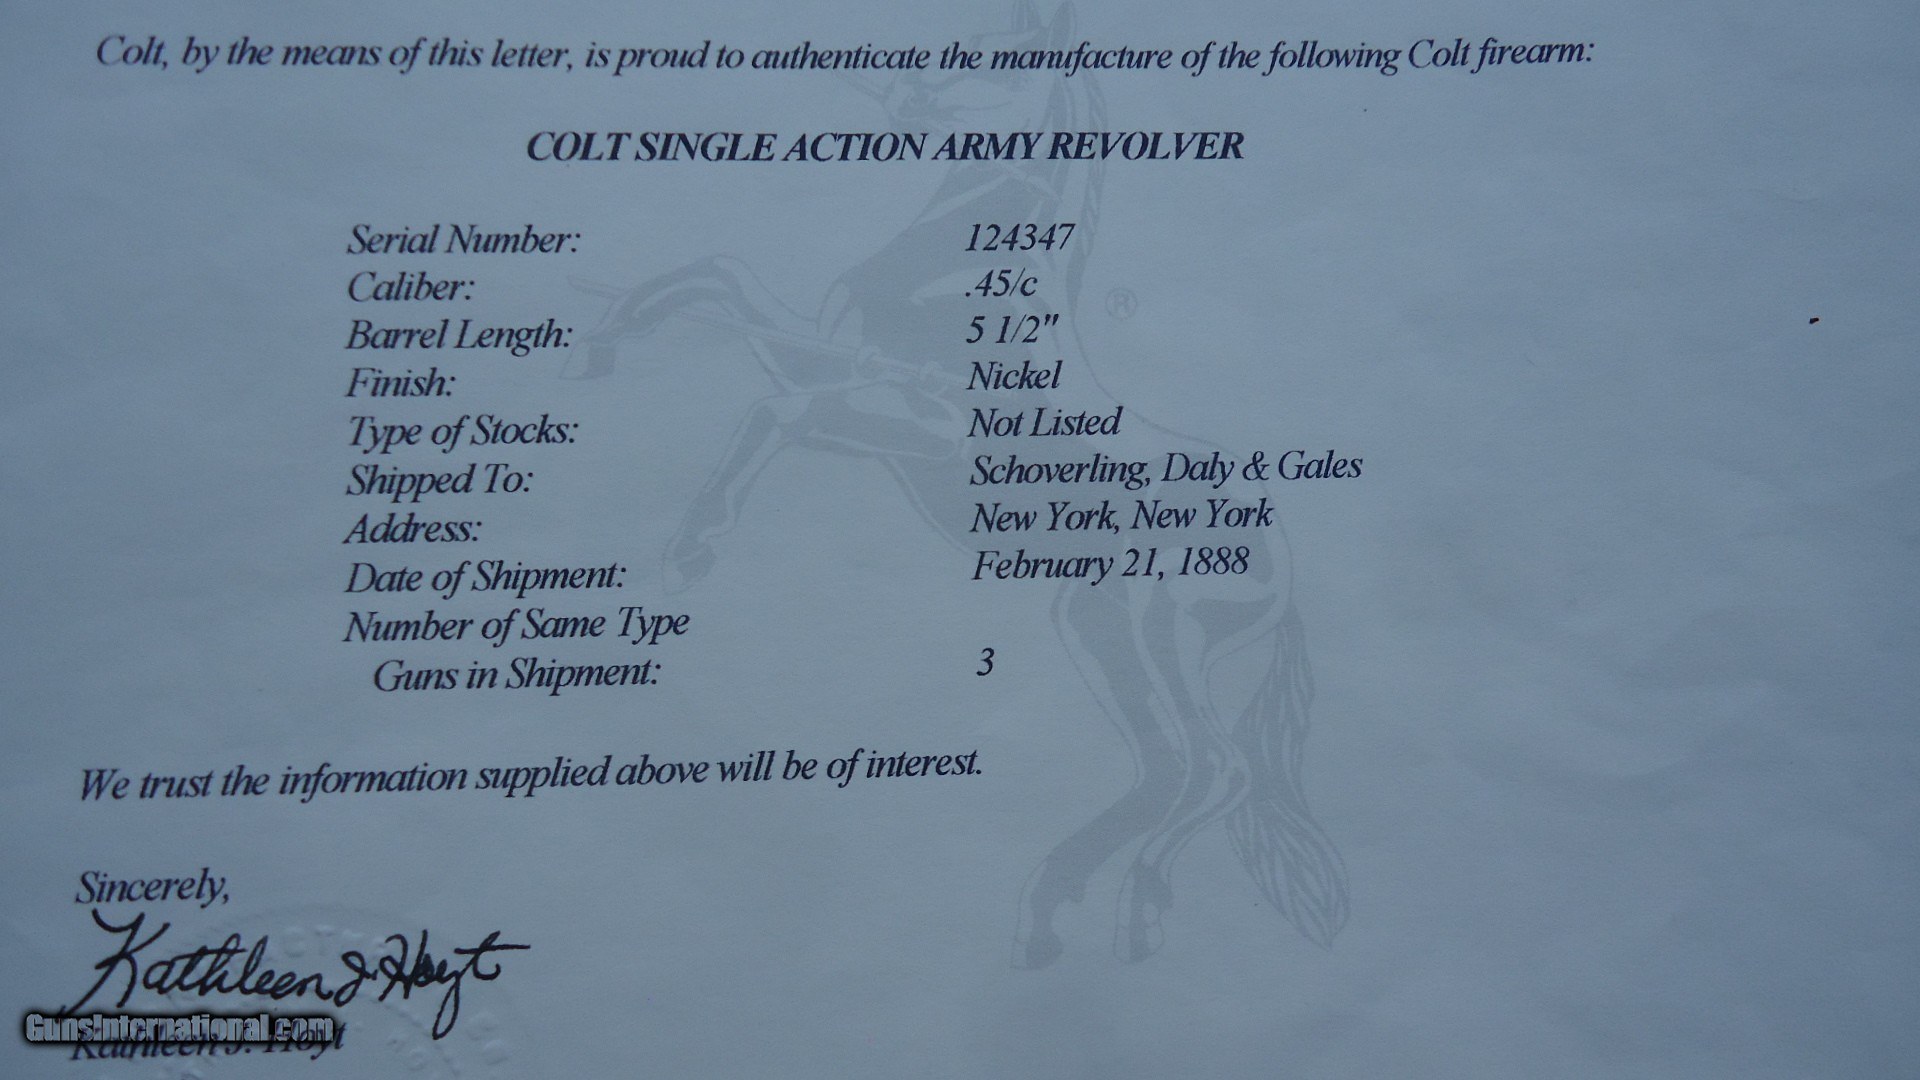 Colt, by the means of this letter, is proud to authenticate the manufacture of the following Colt firearm:
COLT SINGLE ACTION ARMY REVOLVER
Serial Number: 124347
Caliber: .45/c
Barrel Length: 5 1/2"
Finish: Nickel
Type of Stocks: Not Listed
Shipped To: Schoverling, Daly & Gales
Address: New York, New York
Date of Shipment: February 21, 1888
Number of Same Type
Guns in Shipment: 3
We trust the information supplied above will be of interest.
Sincerely,
Kathleen J. Hoyt
GunsInternational.com
Kathleen J. Hoyt
®